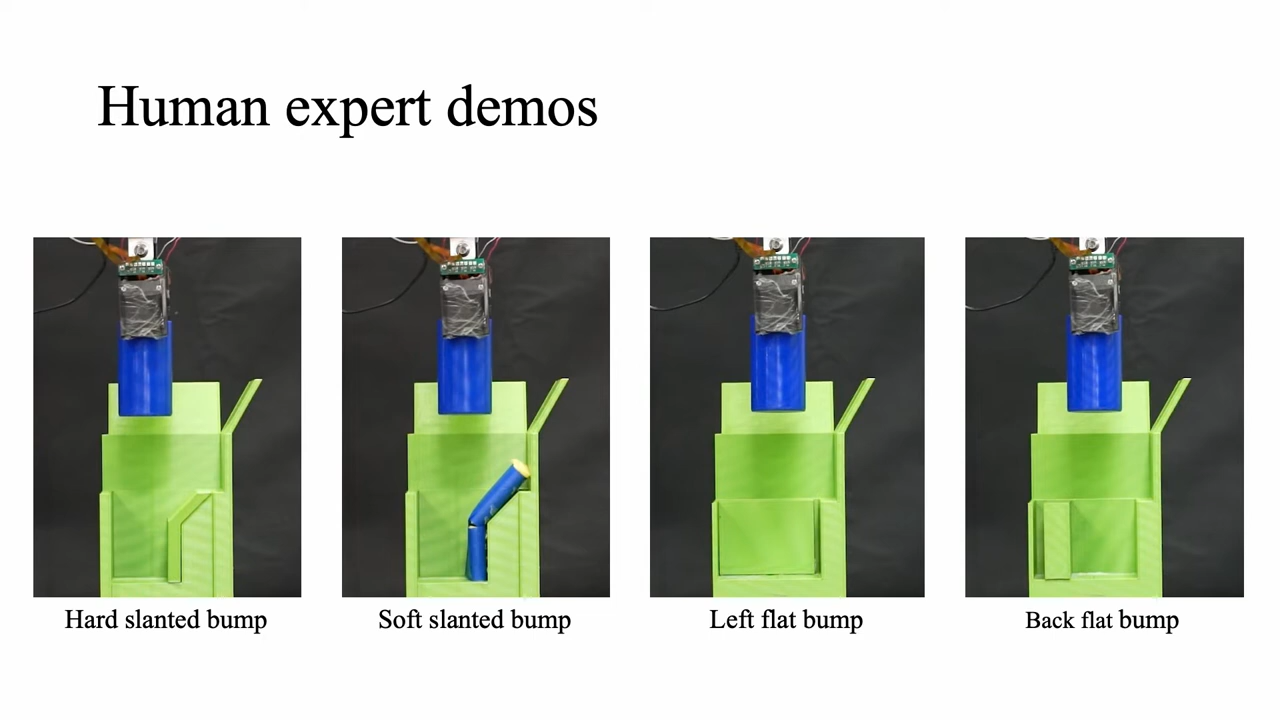 Human expert demos
Hard slanted bump
Soft slanted bump
Left flat bump
Back flat bump